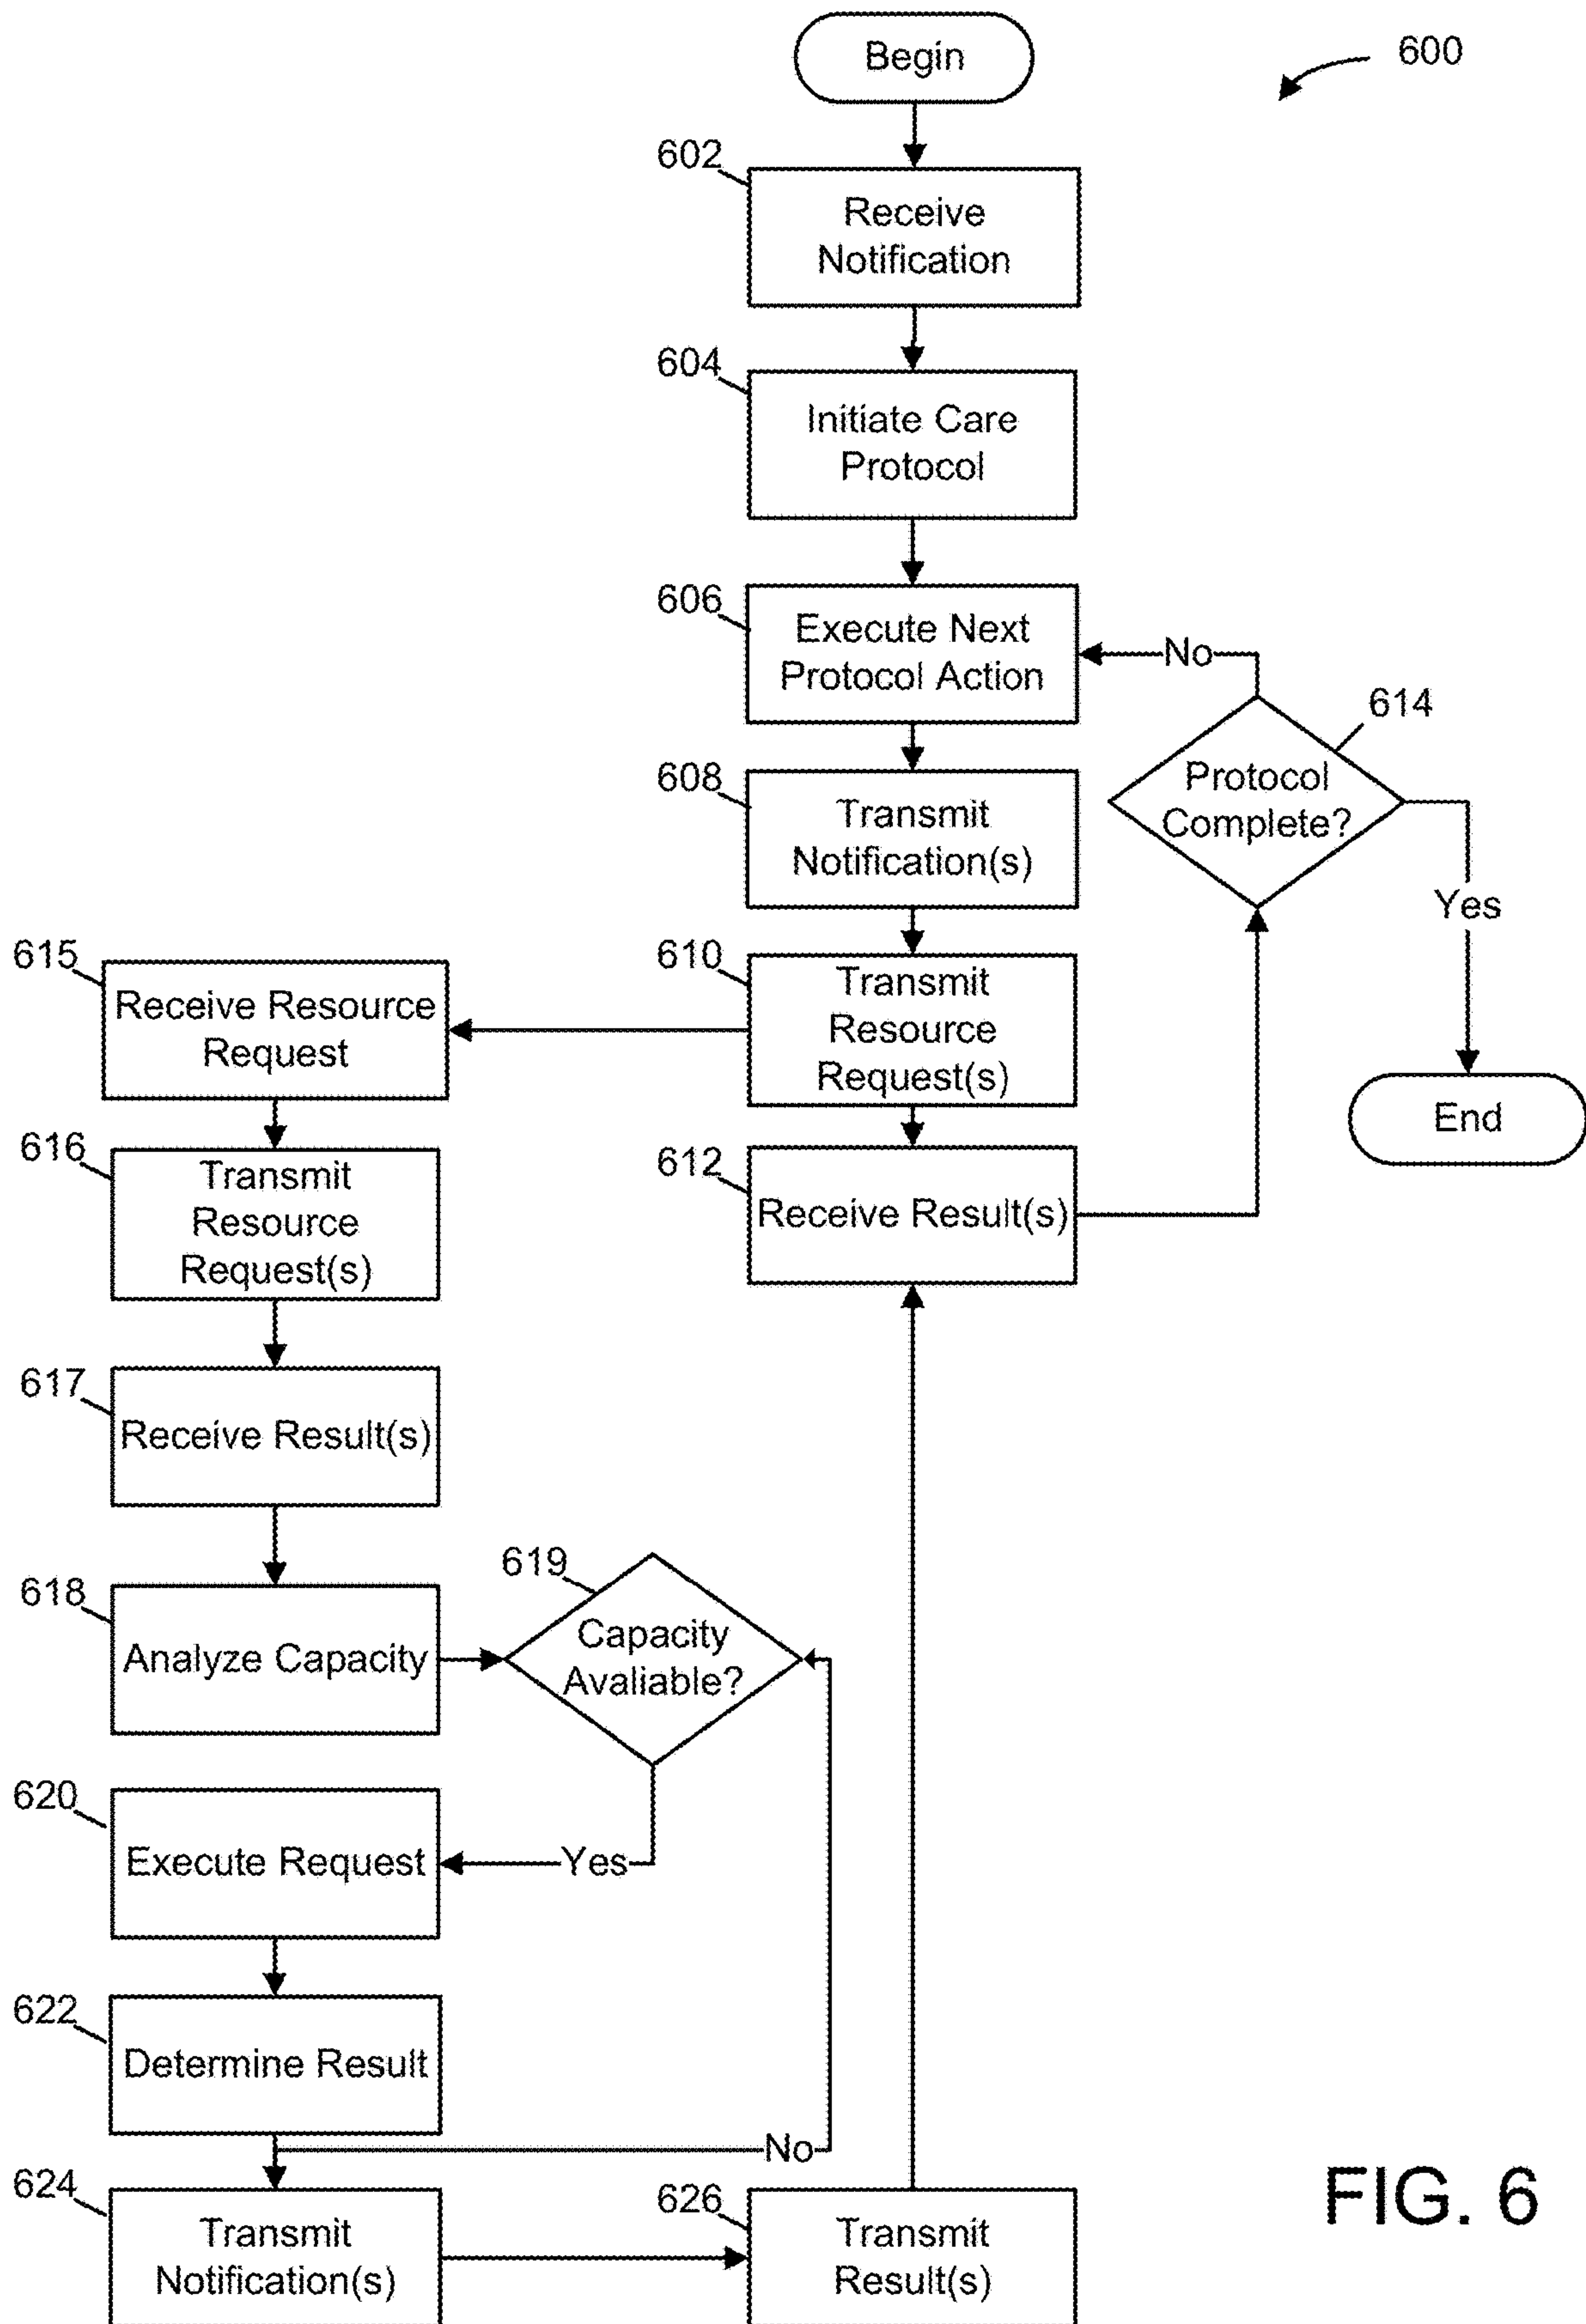 Begin
600
602
Receive
Notification
604
Initiate Care
Protocol
606
Execute Next
Protocol Action
No
614
Protocol
Complete?
608
Transmit
Notification(s)
Yes
615
Receive Resource
Request
610
Transmit
Resource
Request(s)
End
616
Transmit
Resource
Request(s)
612
Receive Result(s)
617
Receive Result(s)
618
Analyze Capacity
619
Capacity
Avaliable?
620
Execute Request
Yes
622
Determine Result
No
624
Transmit
Notification(s)
626
Transmit
Result(s)
FIG. 6